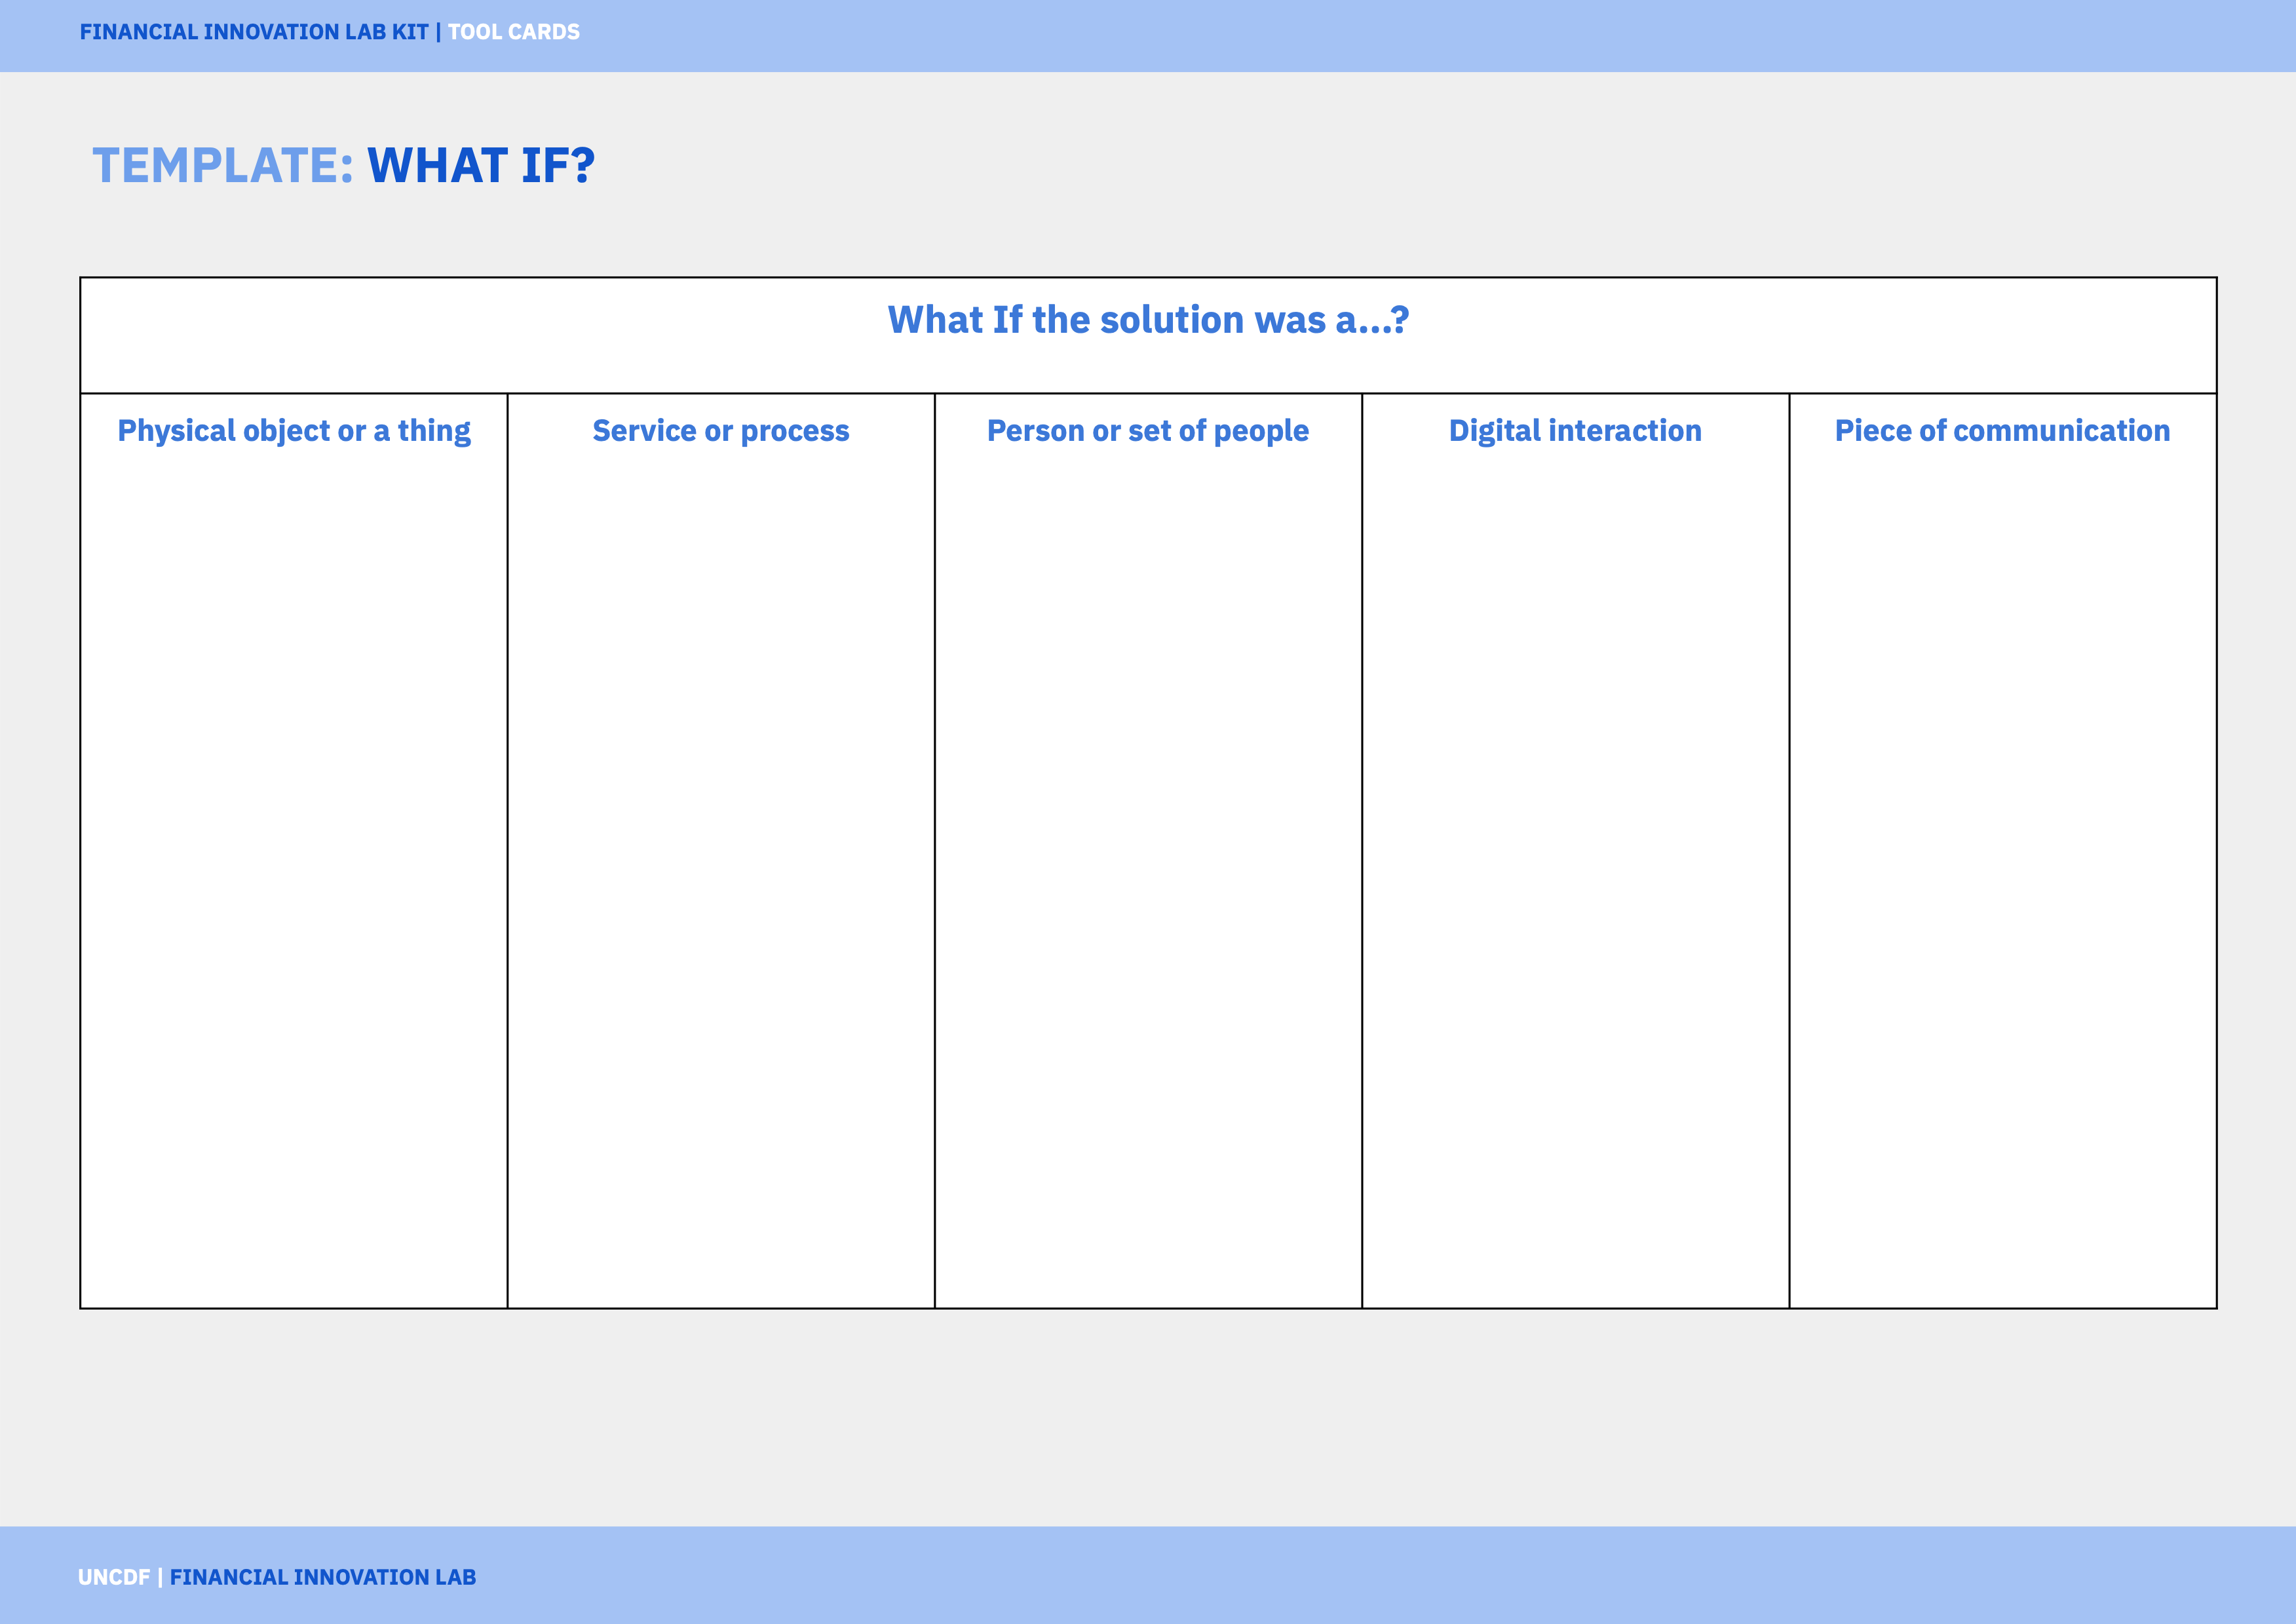 FINANCIAL INNOVATION LAB KIT | TOOL CARDS
TEMPLATE: WHAT IF?
What If the solution was a...?
Physical object or a thing
Service or process
Person or set of people
Digital interaction
Piece of communication
UNCDF | FINANCIAL INNOVATION LAB